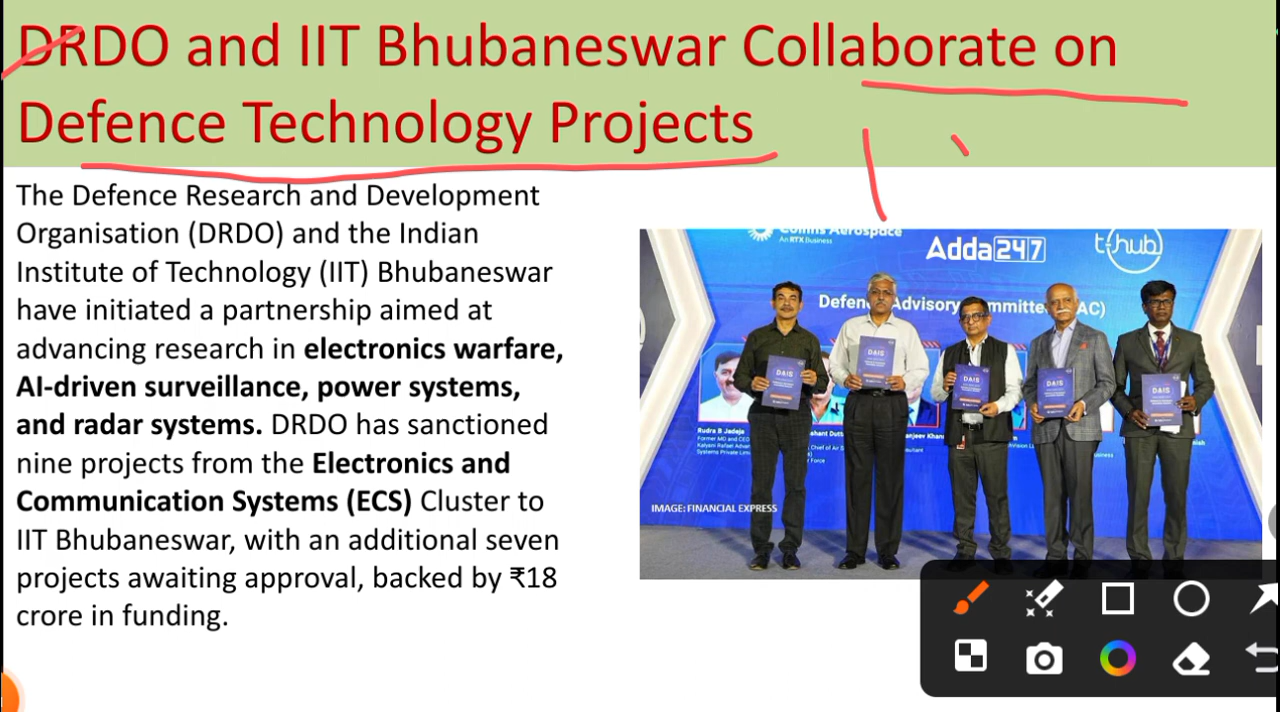 DRDO and IIT Bhubaneswar Collaborate on
Defence Technology Projects
The Defence Research and Development
Organisation (DRDO) and the Indian
Institute of Technology (IIT) Bhubaneswar
have initiated a partnership aimed at
advancing research in electronics warfare,
AI-driven surveillance, power systems,
and radar systems. DRDO has sanctioned
nine projects from the Electronics and
Communication Systems (ECS) Cluster to
IIT Bhubaneswar, with an additional seven
projects awaiting approval, backed by ₹18
crore in funding.
Collins Aerospace
An RTX Business
Adda247
t-hub
Defence Advisory Committee
DAIS
DAIS
DAIS
DAIS
DAIS
Rudra B Jadeja
Former MD and CEO
Kalyani Rafael
Systems Private
IMAGE: FINANCIAL EXPRESS